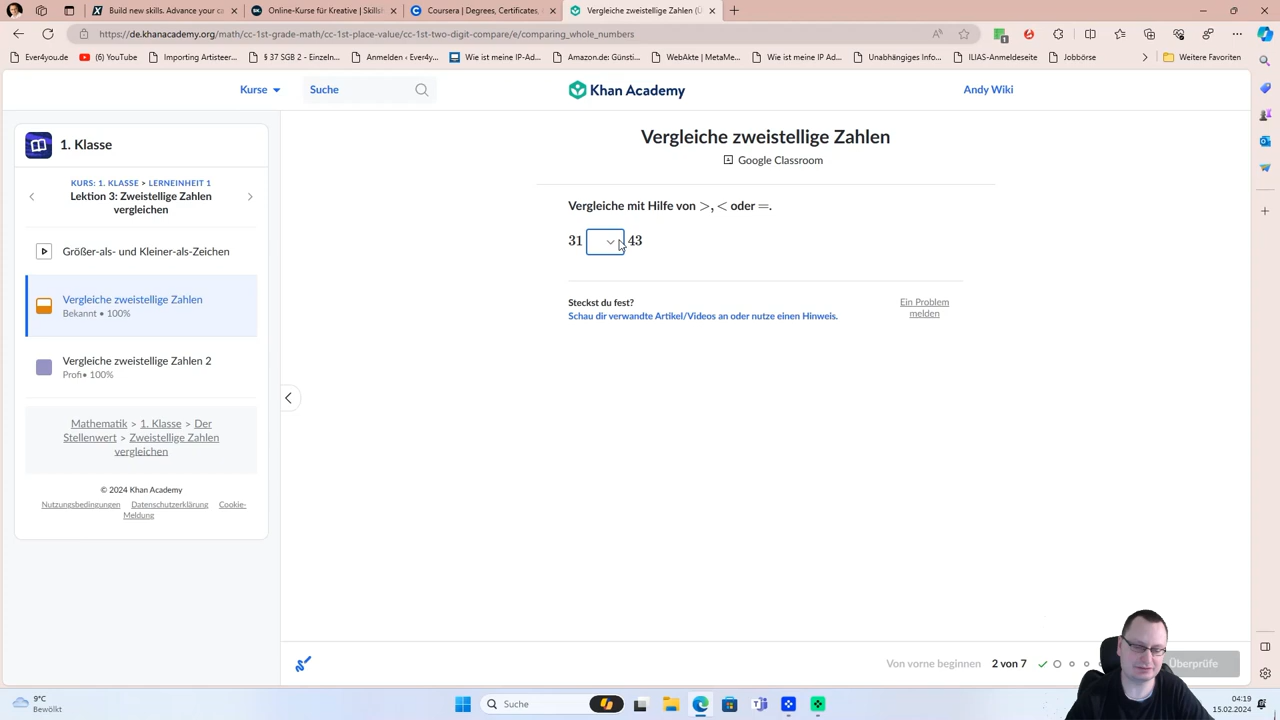 Build new skills. Advance your c
Online-Kurse für Kreative | Skills
Coursera | Degrees, Certificates,
Vergleiche zweistellige Zahlen (Ü
https://de.khanacademy.org/math/cc-1st-grade-math/cc-1st-place-value/cc-1st-two-digit-compare/e/comparing_whole_numbers
Ever4you.de
(6) YouTube
Importing Artisteer...
§ 37 SGB 2 - Einzeln...
Anmelden ‹ Ever4y...
Wie ist meine IP-Ad...
Amazon.de: Günsti...
WebAkte | MetaMe...
Wie ist meine IP Ad...
Unabhängiges Infor...
ILIAS-Anmeldeseite
Jobbörse
Weitere Favoriten
Kurse
Suche
Khan Academy
Andy Wiki
1. Klasse
KURS: 1. KLASSE > LERNEINHEIT 1
Lektion 3: Zweistellige Zahlen
vergleichen
Größer-als- und Kleiner-als-Zeichen
Vergleiche zweistellige Zahlen
Bekannt • 100%
Vergleiche zweistellige Zahlen 2
Profi• 100%
Mathematik > 1. Klasse > Der
Stellenwert > Zweistellige Zahlen
vergleichen
© 2024 Khan Academy
Nutzungsbedingungen Datenschutzerklärung Cookie-
Meldung
Vergleiche zweistellige Zahlen
Google Classroom
Vergleiche mit Hilfe von >, < oder =.
31 43
Steckst du fest?
Schau dir verwandte Artikel/Videos an oder nutze einen Hinweis.
Ein Problem
melden
Von vorne beginnen 2 von 7
Überprüfe
9°C
Bewölkt
Suche
04:19
15.02.2024